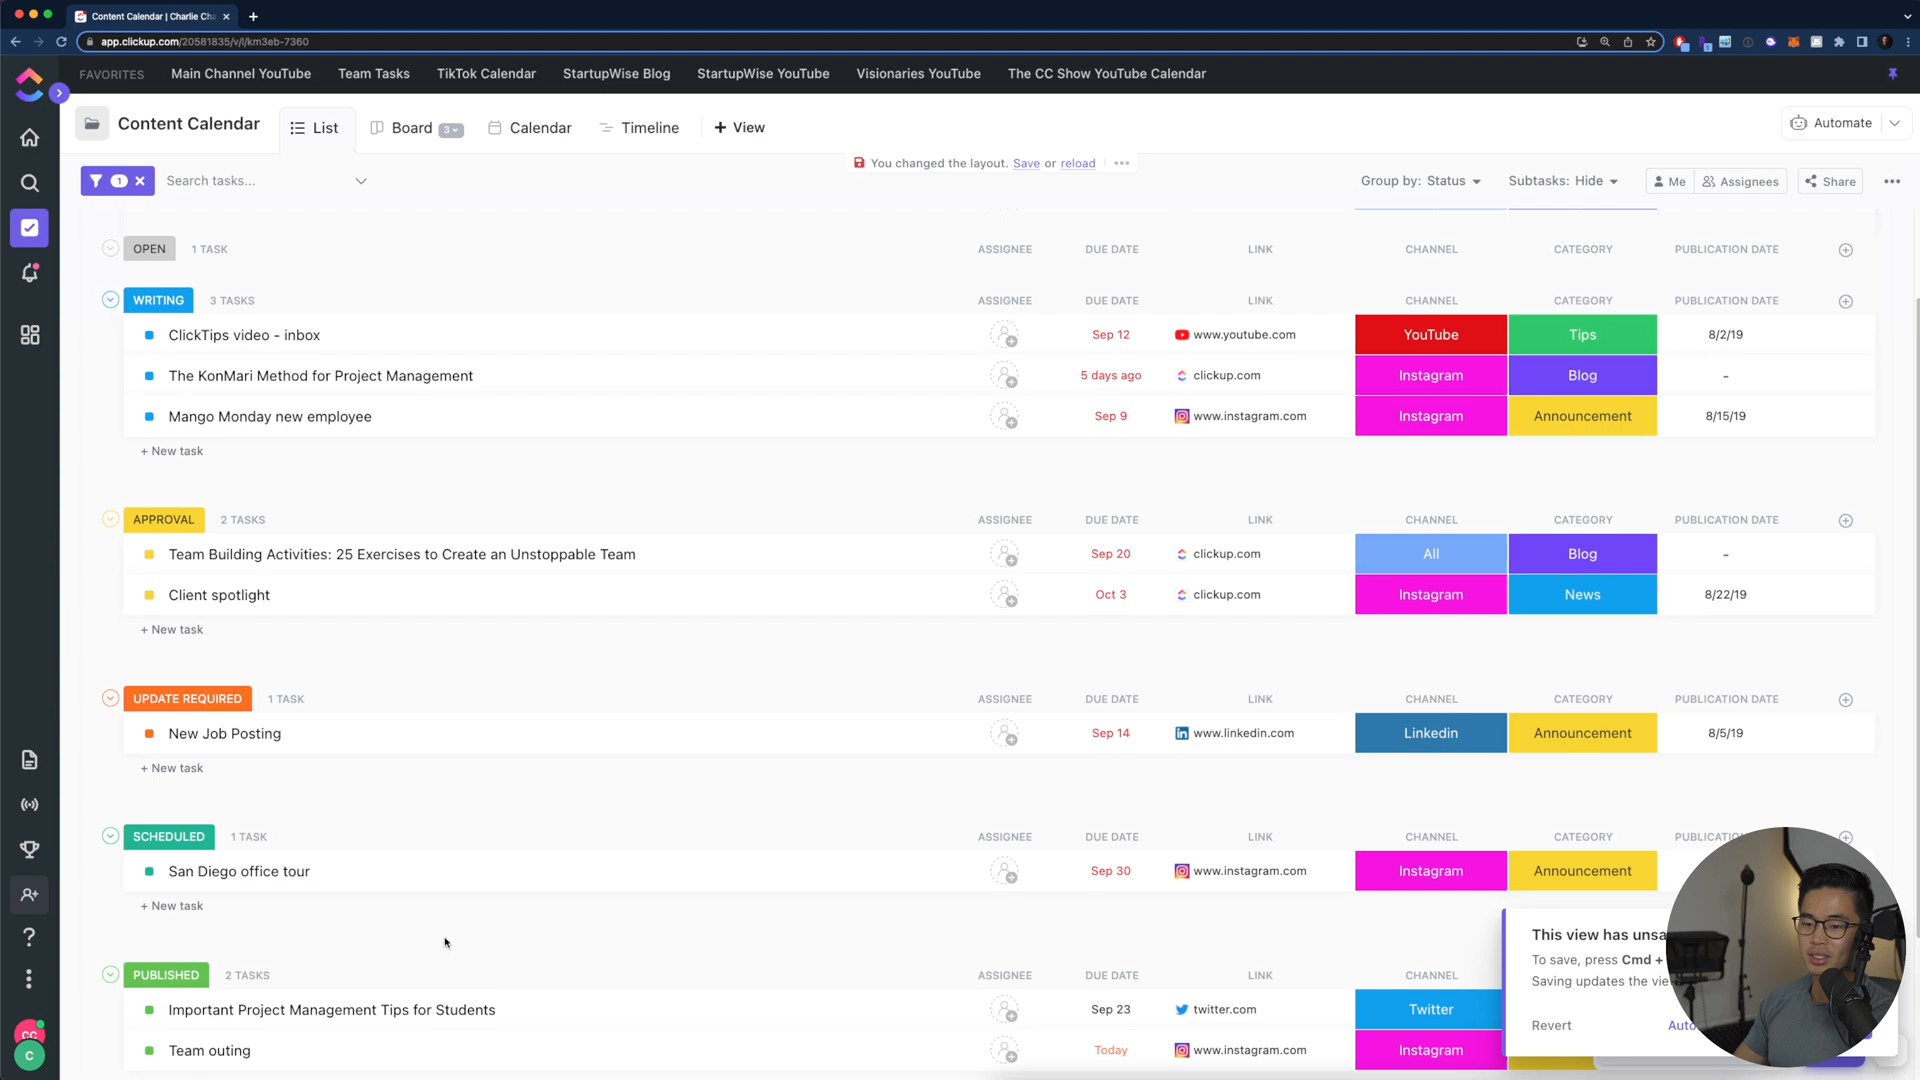 Content Calendar | Charlie Cha
app.clickup.com/20581835/v/l/km3eb-7360
FAVORITES Main Channel YouTube Team Tasks TikTok Calendar StartupWise Blog StartupWise YouTube Visionaries YouTube The CC Show YouTube Calendar
Content Calendar List Board 3 Calendar Timeline + View Automate
You changed the layout. Save or reload
1 Search tasks... Group by: Status Subtasks: Hide Me Assignees Share
OPEN 1 TASK ASSIGNEE DUE DATE LINK CHANNEL CATEGORY PUBLICATION DATE
WRITING 3 TASKS ASSIGNEE DUE DATE LINK CHANNEL CATEGORY PUBLICATION DATE
ClickTips video - inbox Sep 12 www.youtube.com YouTube Tips 8/2/19
The KonMari Method for Project Management 5 days ago clickup.com Instagram Blog -
Mango Monday new employee Sep 9 www.instagram.com Instagram Announcement 8/15/19
+ New task
APPROVAL 2 TASKS ASSIGNEE DUE DATE LINK CHANNEL CATEGORY PUBLICATION DATE
Team Building Activities: 25 Exercises to Create an Unstoppable Team Sep 20 clickup.com All Blog -
Client spotlight Oct 3 clickup.com Instagram News 8/22/19
+ New task
UPDATE REQUIRED 1 TASK ASSIGNEE DUE DATE LINK CHANNEL CATEGORY PUBLICATION DATE
New Job Posting Sep 14 www.linkedin.com Linkedin Announcement 8/5/19
+ New task
SCHEDULED 1 TASK ASSIGNEE DUE DATE LINK CHANNEL CATEGORY
San Diego office tour Sep 30 www.instagram.com Instagram Announcement
+ New task
This view has unsa
To save, press Cmd +
Saving updates the vie
Revert Auto
PUBLISHED 2 TASKS ASSIGNEE DUE DATE LINK CHANNEL
Important Project Management Tips for Students Sep 23 twitter.com Twitter
Team outing Today www.instagram.com Instagram
CC
C